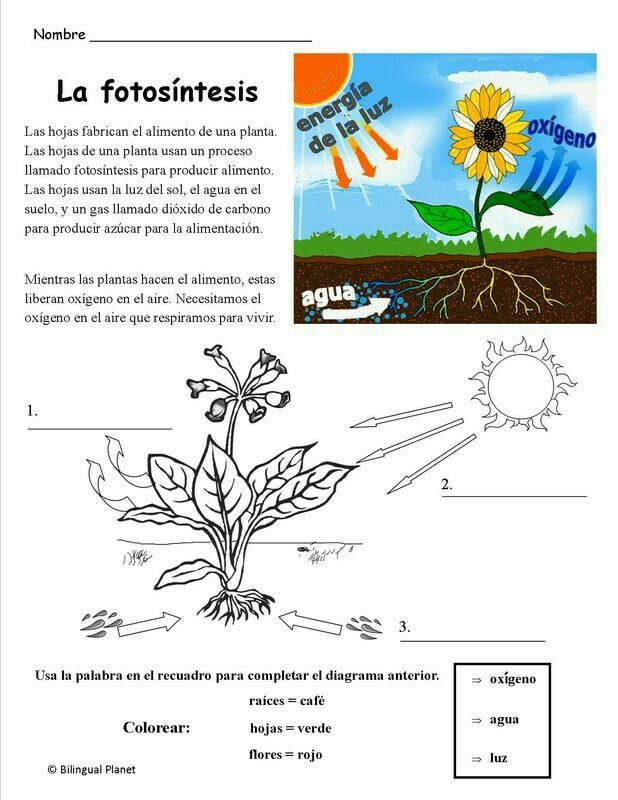 Nombre
La fotosíntesis
Las hojas fabrican el alimento de una planta.
Las hojas de una planta usan un proceso
llamado fotosíntesis para producir alimento.
Las hojas usan la luz del sol, el agua en el
suelo, y un gas llamado dióxido de carbono
para producir azúcar para la alimentación.
Mientras las plantas hacen el alimento, estas
liberan oxígeno en el aire. Necesitamos el
oxígeno en el aire que respiramos para vivir.
energía
de la luz
oxígeno
agua
1.
2.
3.
Usa la palabra en el recuadro para completar el diagrama anterior.
Colorear:
raíces = café
hojas = verde
flores = rojo
⇒ oxígeno
⇒ agua
⇒ luz
© Bilingual Planet